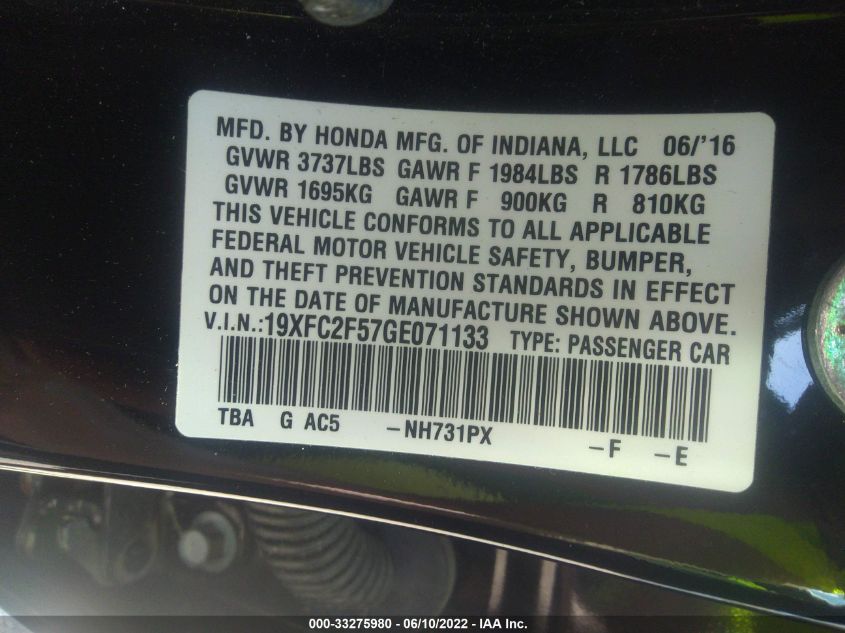 MFD. BY HONDA MFG. OF INDIANA, LLC 06/'16
GVWR 3737LBS GAWR F 1984LBS R 1786LBS
GVWR 1695KG GAWR F 900KG R 810KG
THIS VEHICLE CONFORMS TO ALL APPLICABLE
FEDERAL MOTOR VEHICLE SAFETY, BUMPER,
AND THEFT PREVENTION STANDARDS IN EFFECT
ON THE DATE OF MANUFACTURE SHOWN ABOVE.
V.I.N.:19XFC2F57GE071133 TYPE: PASSENGER CAR
TBA G AC5 -NH731PX -F -E
000-33275980 - 06/10/2022 - IAA Inc.